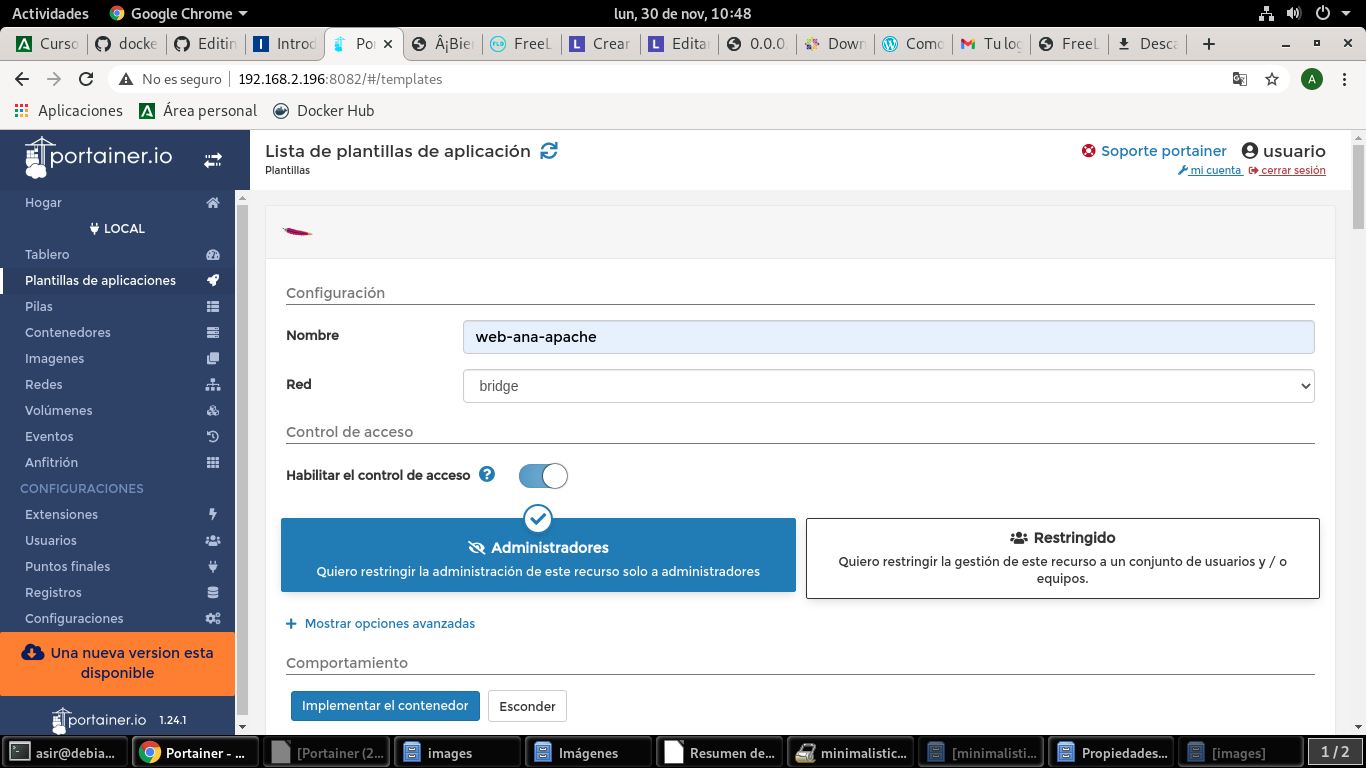 Actividades
Google Chrome
lun, 30 de nov, 10:48
Curso
docke
Editin
Introd
Por
Â¡Bier
FreeL
Crear
Editar
0.0.0.
Down
Como
Tu log
FreeL
Desca
No es seguro
192.168.2.196:8082/#/templates
A
Aplicaciones
Área personal
Docker Hub
portainer.io
Lista de plantillas de aplicación
Plantillas
Soporte portainer
usuario
mi cuenta
cerrar sesión
Hogar
LOCAL
Tablero
Plantillas de aplicaciones
Pilas
Contenedores
Imagenes
Redes
Volúmenes
Eventos
Anfitrión
CONFIGURACIONES
Extensiones
Usuarios
Puntos finales
Registros
Configuraciones
Una nueva version esta
disponible
portainer.io 1.24.1
Configuración
Nombre
web-ana-apache
Red
bridge
Control de acceso
Habilitar el control de acceso
Administradores
Quiero restringir la administración de este recurso solo a administradores
Restringido
Quiero restringir la gestión de este recurso a un conjunto de usuarios y / o
equipos.
Mostrar opciones avanzadas
Comportamiento
Implementar el contenedor
Esconder
asir@debia...
Portainer - ...
[Portainer (2...
images
Imágenes
Resumen de...
minimalistic...
[minimalisti...
Propiedades...
[images]
1 / 2